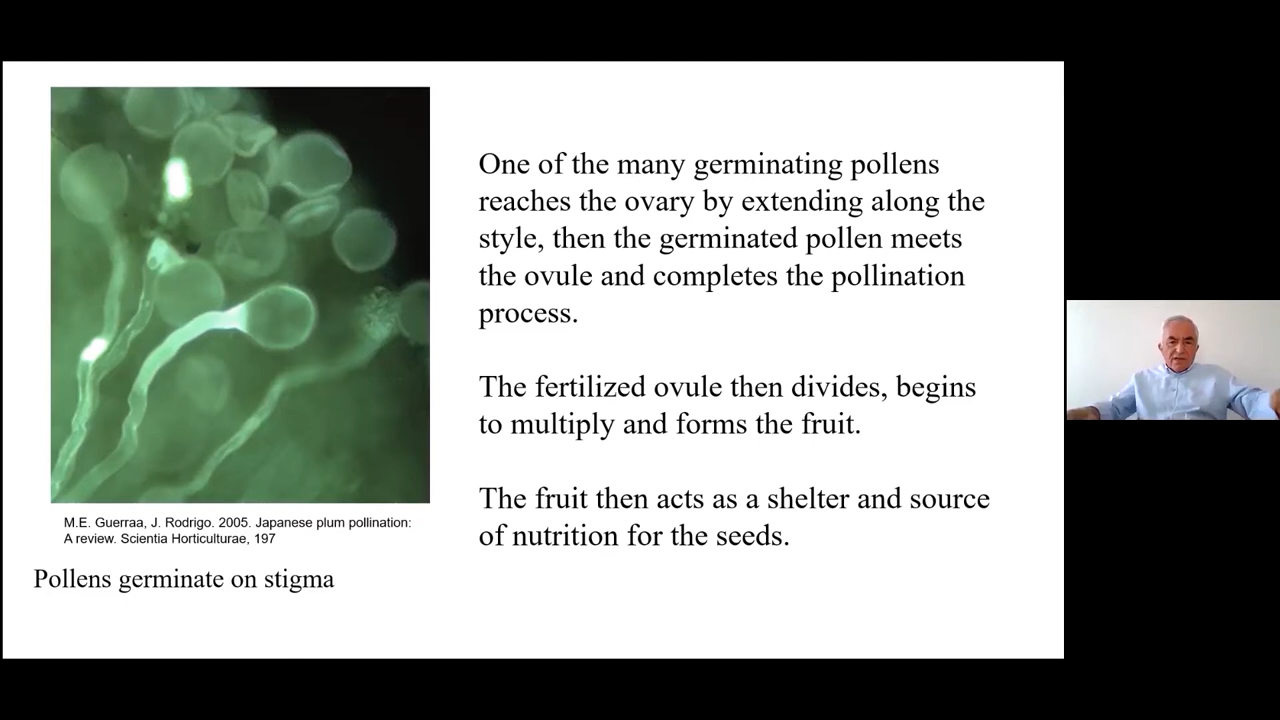 One of the many germinating pollens
reaches the ovary by extending along the
style, then the germinated pollen meets
the ovule and completes the pollination
process.
The fertilized ovule then divides, begins
to multiply and forms the fruit.
The fruit then acts as a shelter and source
of nutrition for the seeds.
M.E. Guerraa, J. Rodrigo. 2005. Japanese plum pollination:
A review. Scientia Horticulturae, 197
Pollens germinate on stigma